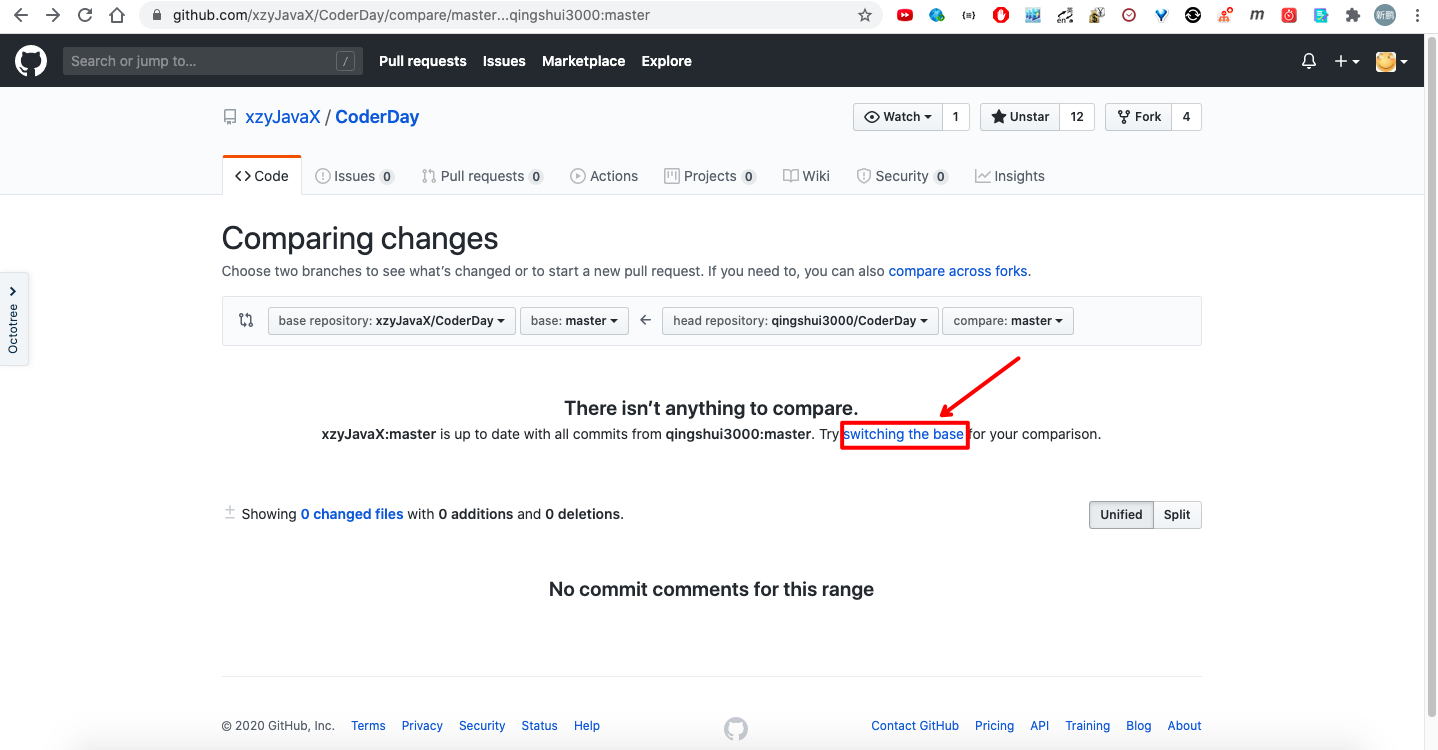 github.com/xzyJavaX/CoderDay/compare/master...qingshui3000:master
Search or jump to... /
Pull requests Issues Marketplace Explore
xzyJavaX / CoderDay
Watch 1 Unstar 12 Fork 4
Code Issues 0 Pull requests 0 Actions Projects 0 Wiki Security 0 Insights
Comparing changes
Choose two branches to see what’s changed or to start a new pull request. If you need to, you can also compare across forks.
Octotree
base repository: xzyJavaX/CoderDay base: master head repository: qingshui3000/CoderDay compare: master
There isn’t anything to compare.
xzyJavaX:master is up to date with all commits from qingshui3000:master. Try switching the base for your comparison.
Showing 0 changed files with 0 additions and 0 deletions.
Unified Split
No commit comments for this range
© 2020 GitHub, Inc. Terms Privacy Security Status Help
Contact GitHub Pricing API Training Blog About